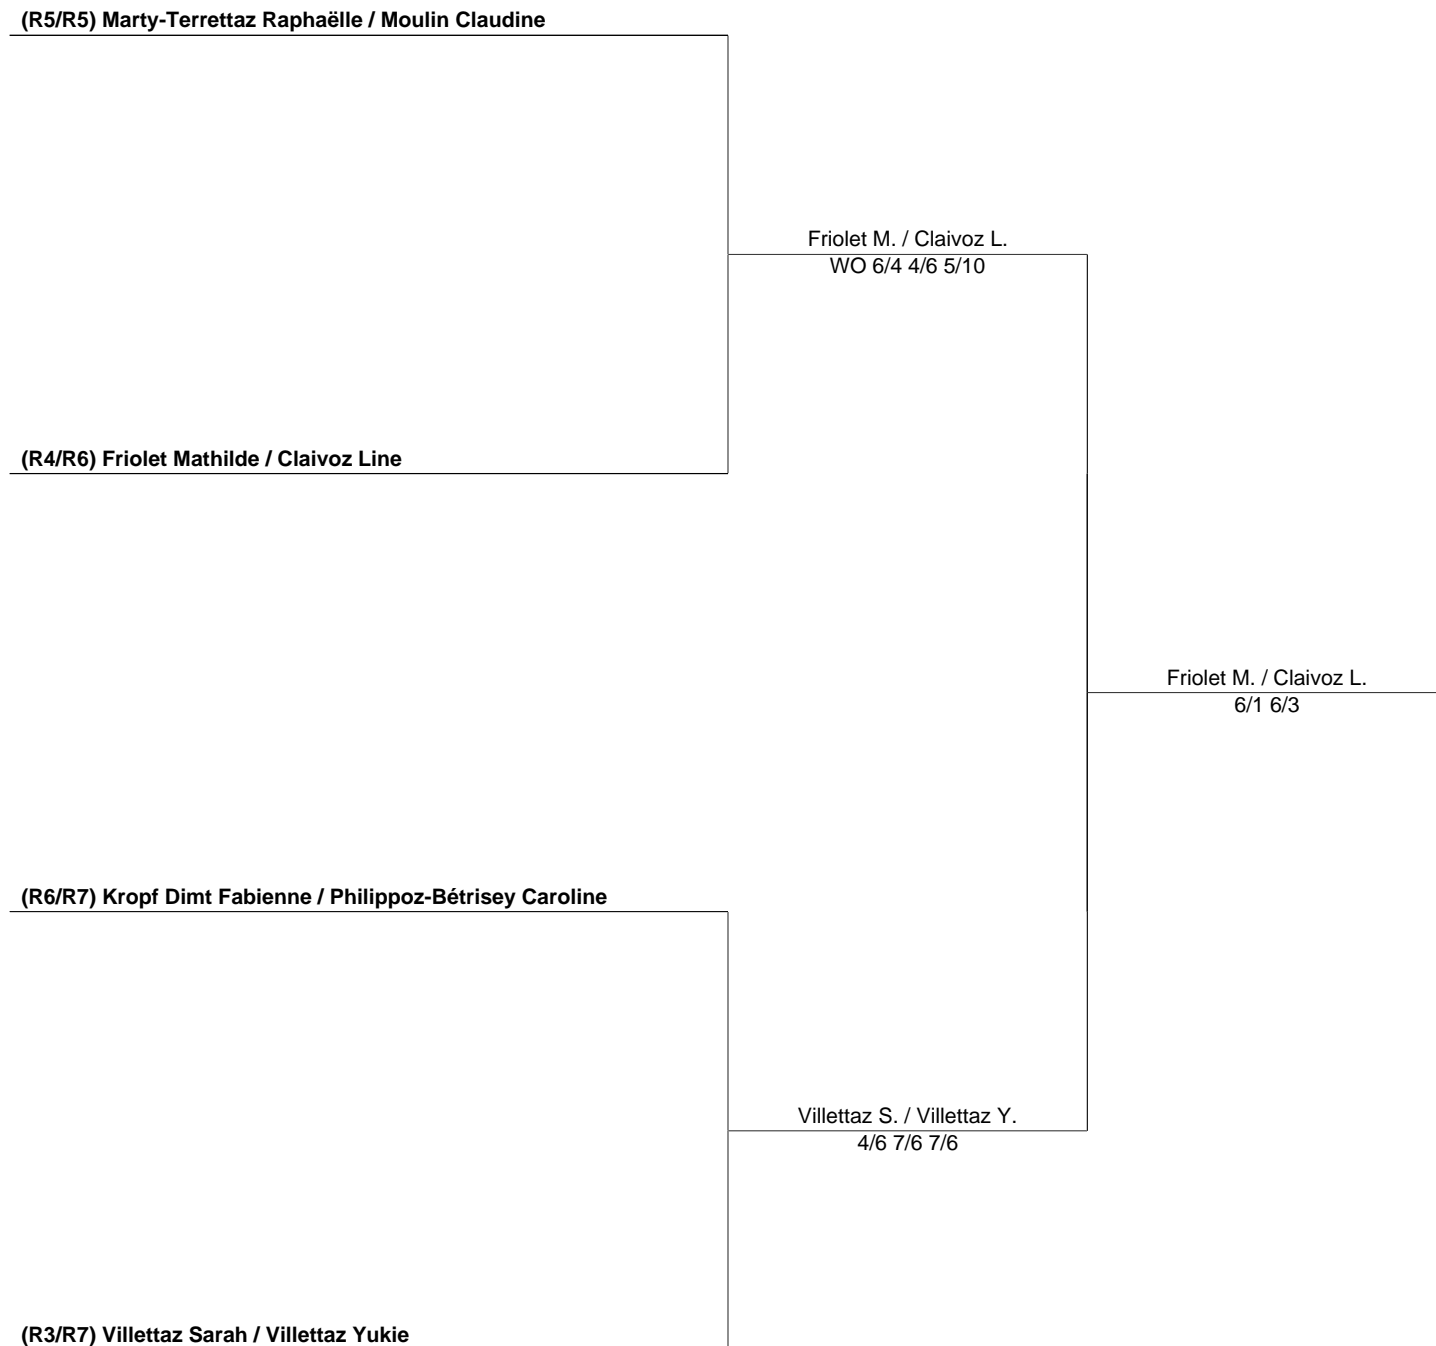 (R5/R5) Marty-Terrettaz Raphaëlle / Moulin Claudine
Friolet M. / Claivoz L.
WO 6/4 4/6 5/10
(R4/R6) Friolet Mathilde / Claivoz Line
Friolet M. / Claivoz L.
6/1 6/3
(R6/R7) Kropf Dimt Fabienne / Philippoz-Bétrisey Caroline
Villettaz S. / Villettaz Y.
4/6 7/6 7/6
(R3/R7) Villettaz Sarah / Villettaz Yukie